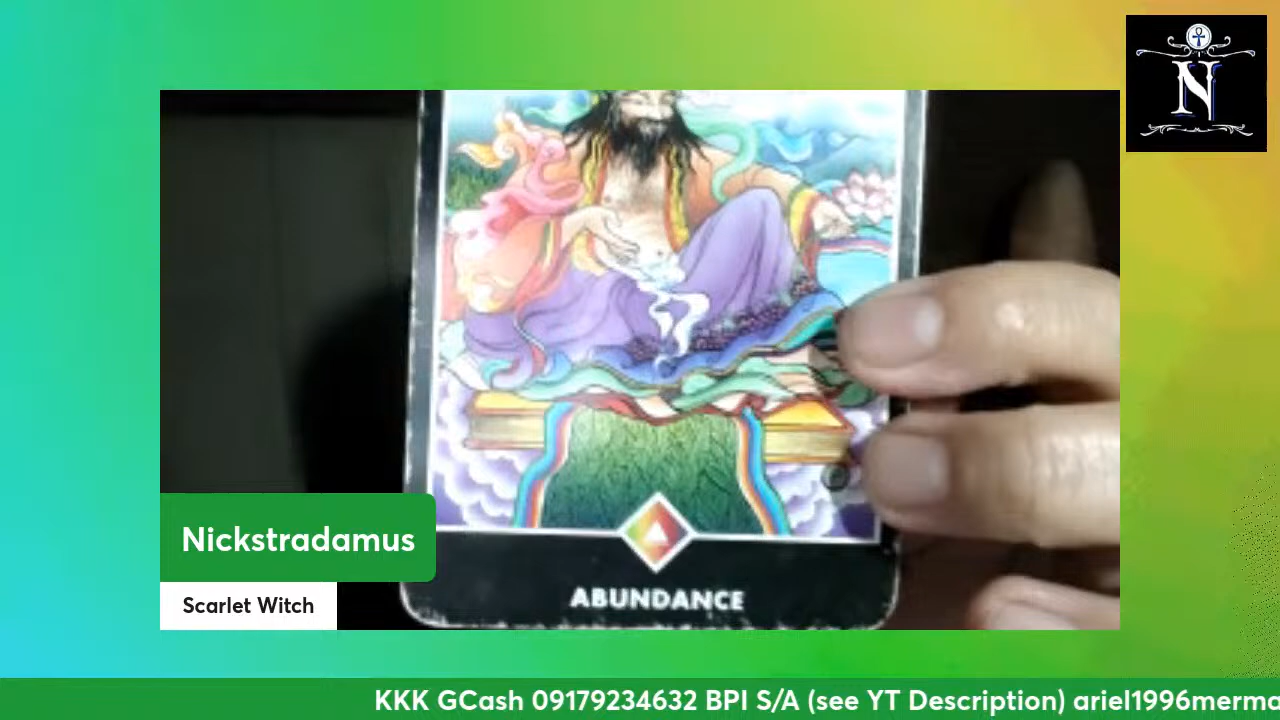 N
Nickstradamus
Scarlet Witch
ABUNDANCE
KKK GCash 09179234632 BPI S/A (see YT Description) ariel1996merma